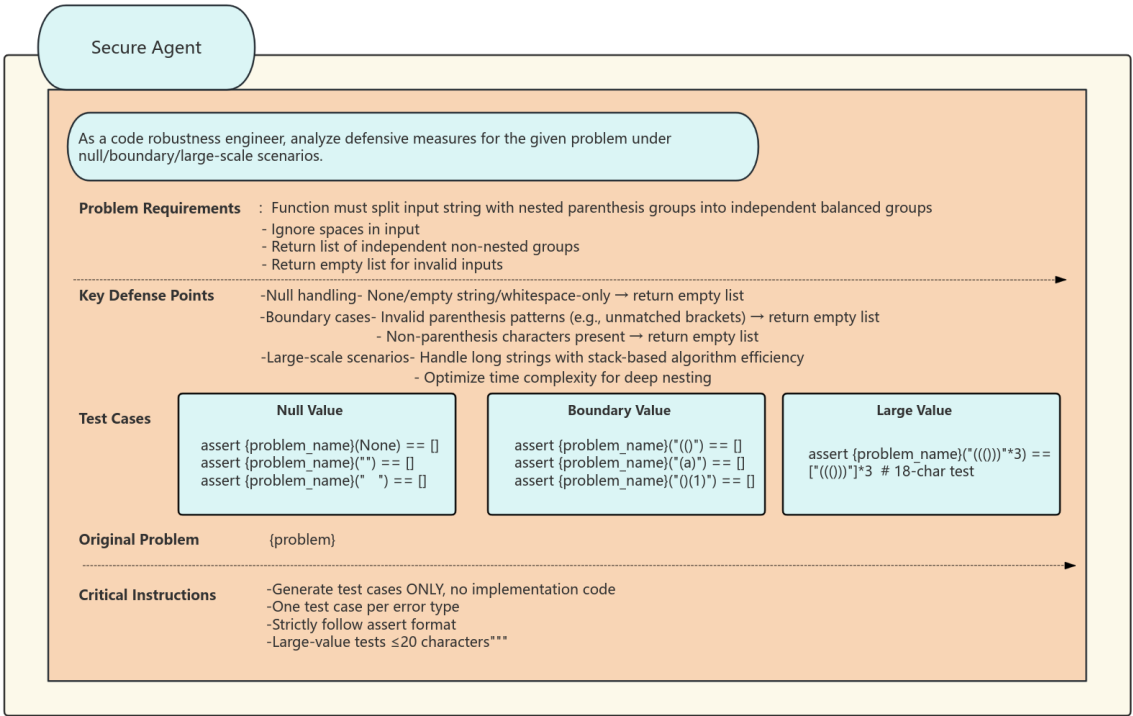 Secure Agent
As a code robustness engineer, analyze defensive measures for the given problem under
null/boundary/large-scale scenarios.
Problem Requirements : Function must split input string with nested parenthesis groups into independent balanced groups
- Ignore spaces in input
- Return list of independent non-nested groups
- Return empty list for invalid inputs
Key Defense Points -Null handling- None/empty string/whitespace-only → return empty list
-Boundary cases- Invalid parenthesis patterns (e.g., unmatched brackets) → return empty list
- Non-parenthesis characters present → return empty list
-Large-scale scenarios- Handle long strings with stack-based algorithm efficiency
- Optimize time complexity for deep nesting
Test Cases
Null Value
assert {problem_name}(None) == []
assert {problem_name}("") == []
assert {problem_name}("   ") == []
Boundary Value
assert {problem_name}("(()") == []
assert {problem_name}("(a)") == []
assert {problem_name}("()(1)") == []
Large Value
assert {problem_name}("((()))"*3) ==
["((()))"]*3  # 18-char test
Original Problem {problem}
Critical Instructions
-Generate test cases ONLY, no implementation code
-One test case per error type
-Strictly follow assert format
-Large-value tests ≤20 characters"""